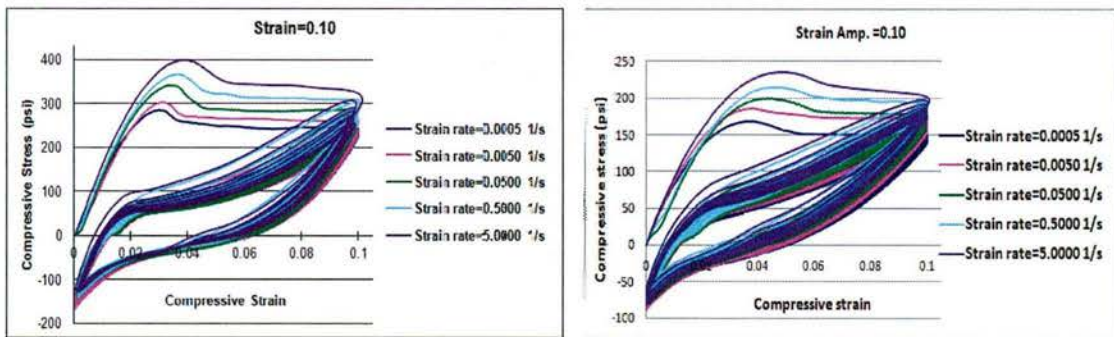 Strain=0.10
Compressive Stress (psi)
400
300
200
100
0
-100
-200
0
0.02
0.04
0.06
0.08
0.1
Compressive Strain
Strain rate=0.0005 1/s
Strain rate=0.0050 1/s
Strain rate=0.0500 1/s
Strain rate=0.5000 1/s
Strain rate=5.0000 1/s
Strain Amp. =0.10
Compressive stress (psi)
250
200
150
100
50
0
-50
-100
0
0.02
0.04
0.06
0.08
0.1
Compressive strain
Strain rate=0.0005 1/s
Strain rate=0.0050 1/s
Strain rate=0.0500 1/s
Strain rate=0.5000 1/s
Strain rate=5.0000 1/s